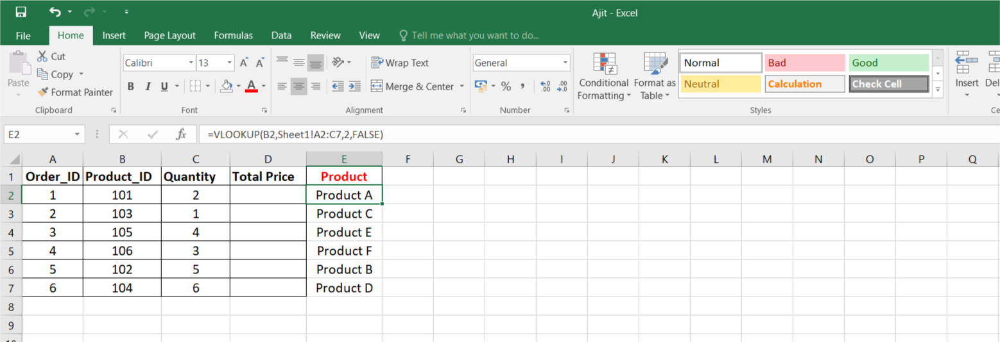 Ajit - Excel
File Home Insert Page Layout Formulas Data Review View Tell me what you want to do...
Cut
Copy
Format Painter
Paste
Clipboard
Calibri 13
B I U
Font
Wrap Text
Merge & Center
Alignment
General
% , .00 .00
Number
Conditional Formatting
Format as Table
Normal Bad Good
Neutral Calculation Check Cell
Styles
Insert Del
Ce
E2 fx =VLOOKUP(B2,Sheet1!A2:C7,2,FALSE)
A B C D E F G H I J K L M N O P Q
1 Order_ID Product_ID Quantity Total Price Product
2 1 101 2 Product A
3 2 103 1 Product C
4 3 105 4 Product E
5 4 106 3 Product F
6 5 102 5 Product B
7 6 104 6 Product D
8
9